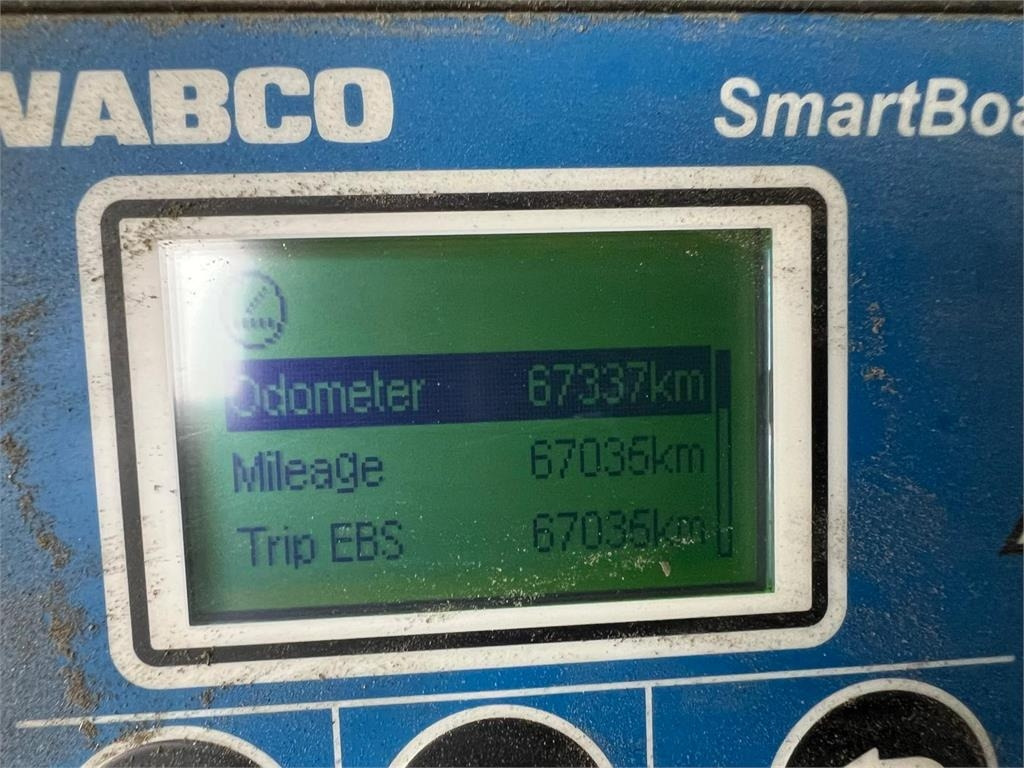 WABCO SmartBoa
Odometer 67337km
Mileage 67036km
Trip EBS 67036km